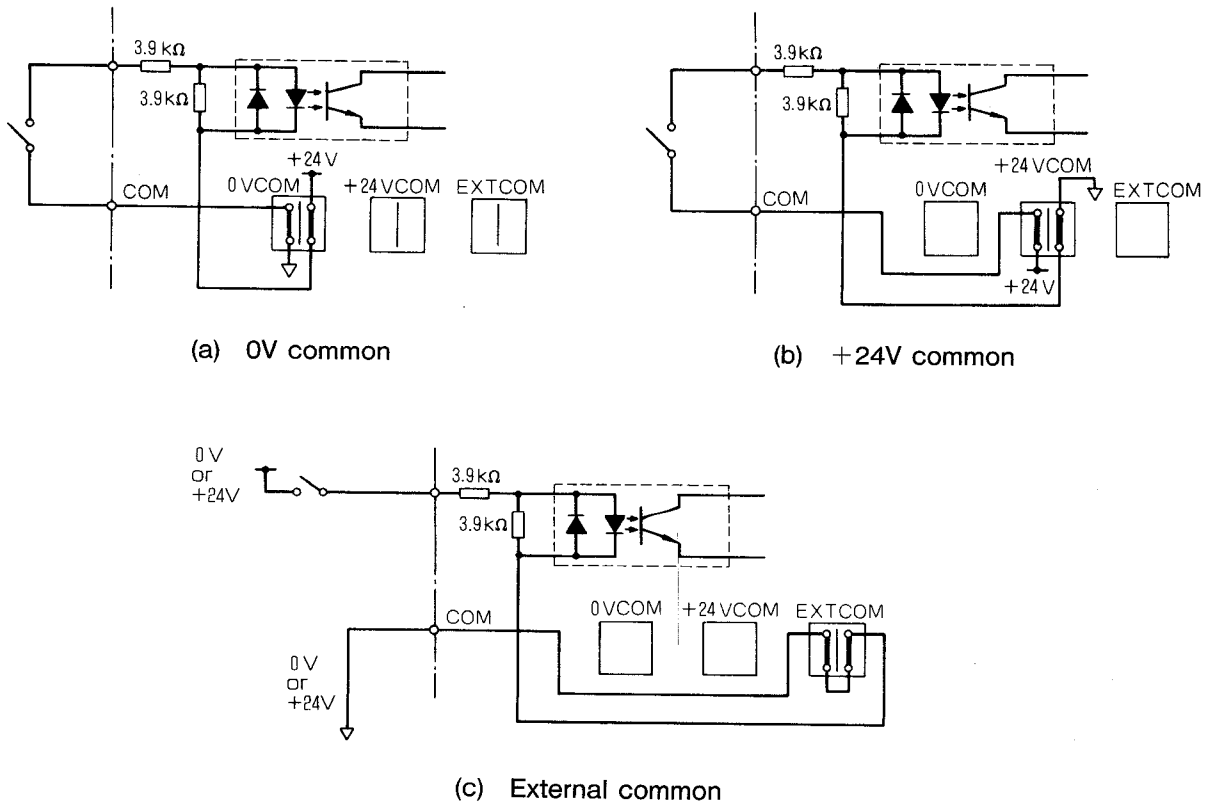 3.9kΩ
3.9kΩ
+24V
COM
0VCOM
+24VCOM
EXTCOM
(a) 0V common
3.9kΩ
3.9kΩ
+24VCOM
0VCOM
EXTCOM
COM
+24V
(b) +24V common
0V
or
+24V
3.9kΩ
3.9kΩ
COM
0VCOM
+24VCOM
EXTCOM
0V
or
+24V
(c) External common